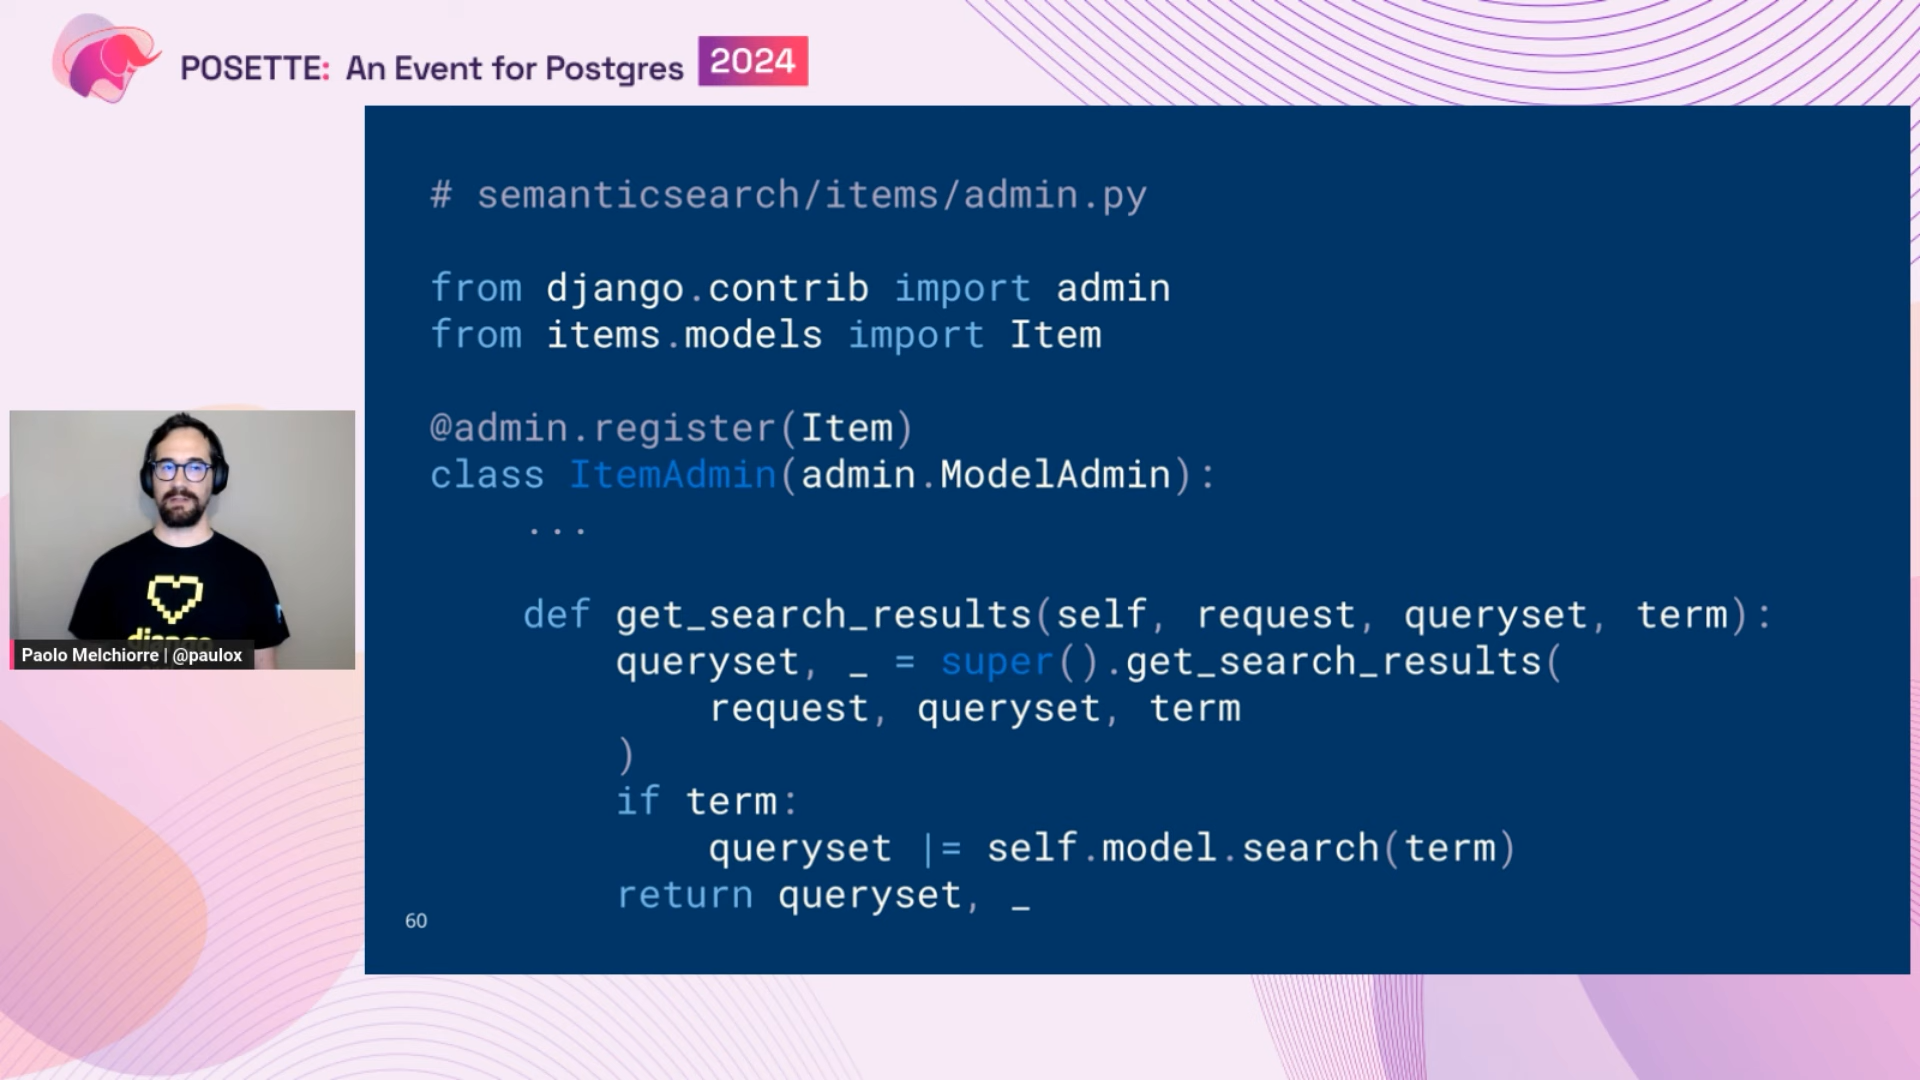 POSETTE: An Event for Postgres 2024
# semanticsearch/items/admin.py
from django.contrib import admin
from items.models import Item
@admin.register(Item)
class ItemAdmin(admin.ModelAdmin):
...
def get_search_results(self, request, queryset, term):
queryset, _ = super().get_search_results(
request, queryset, term
)
if term:
queryset |= self.model.search(term)
return queryset, _
60
django
Paolo Melchiorre | @paulox